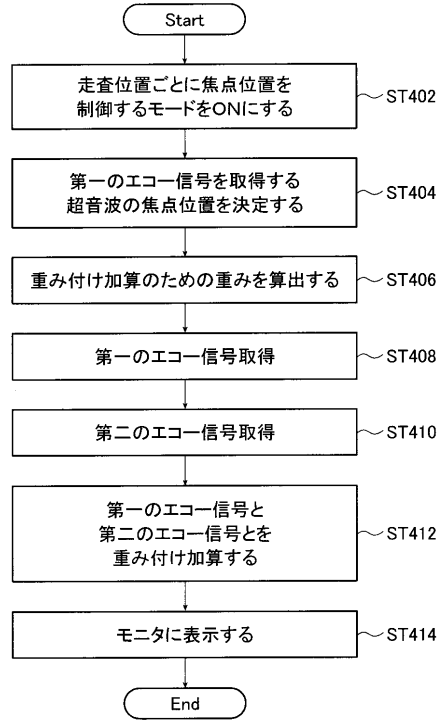 Start
走査位置ごとに焦点位置を
制御するモードをONにする
ST402
第一のエコー信号を取得する
超音波の焦点位置を決定する
ST404
重み付け加算のための重みを算出する
ST406
第一のエコー信号取得
ST408
第二のエコー信号取得
ST410
第一のエコー信号と
第二のエコー信号とを
重み付け加算する
ST412
モニタに表示する
ST414
End